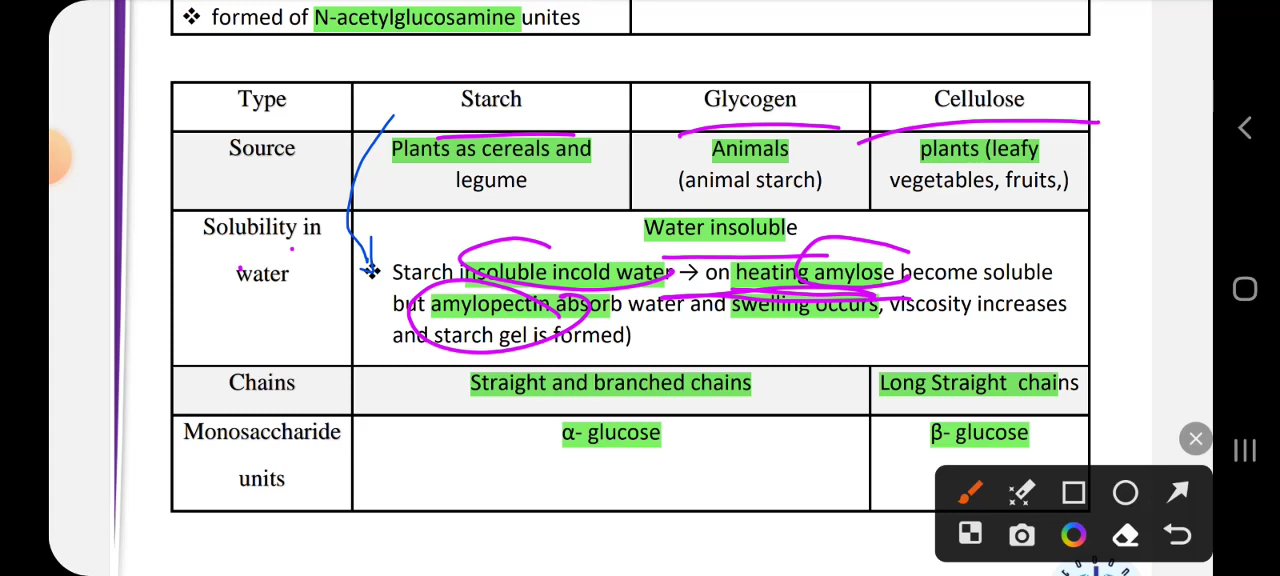 ❖ formed of N-acetylglucosamine unites
Type Starch Glycogen Cellulose
Source Plants as cereals and Animals plants (leafy
legume (animal starch) vegetables, fruits,)
Solubility in Water insoluble
water ❖ Starch insoluble incold water → on heating amylose become soluble
but amylopectin absorb water and swelling occurs, viscosity increases
and starch gel is formed)
Chains Straight and branched chains Long Straight chains
Monosaccharide α- glucose β- glucose
units